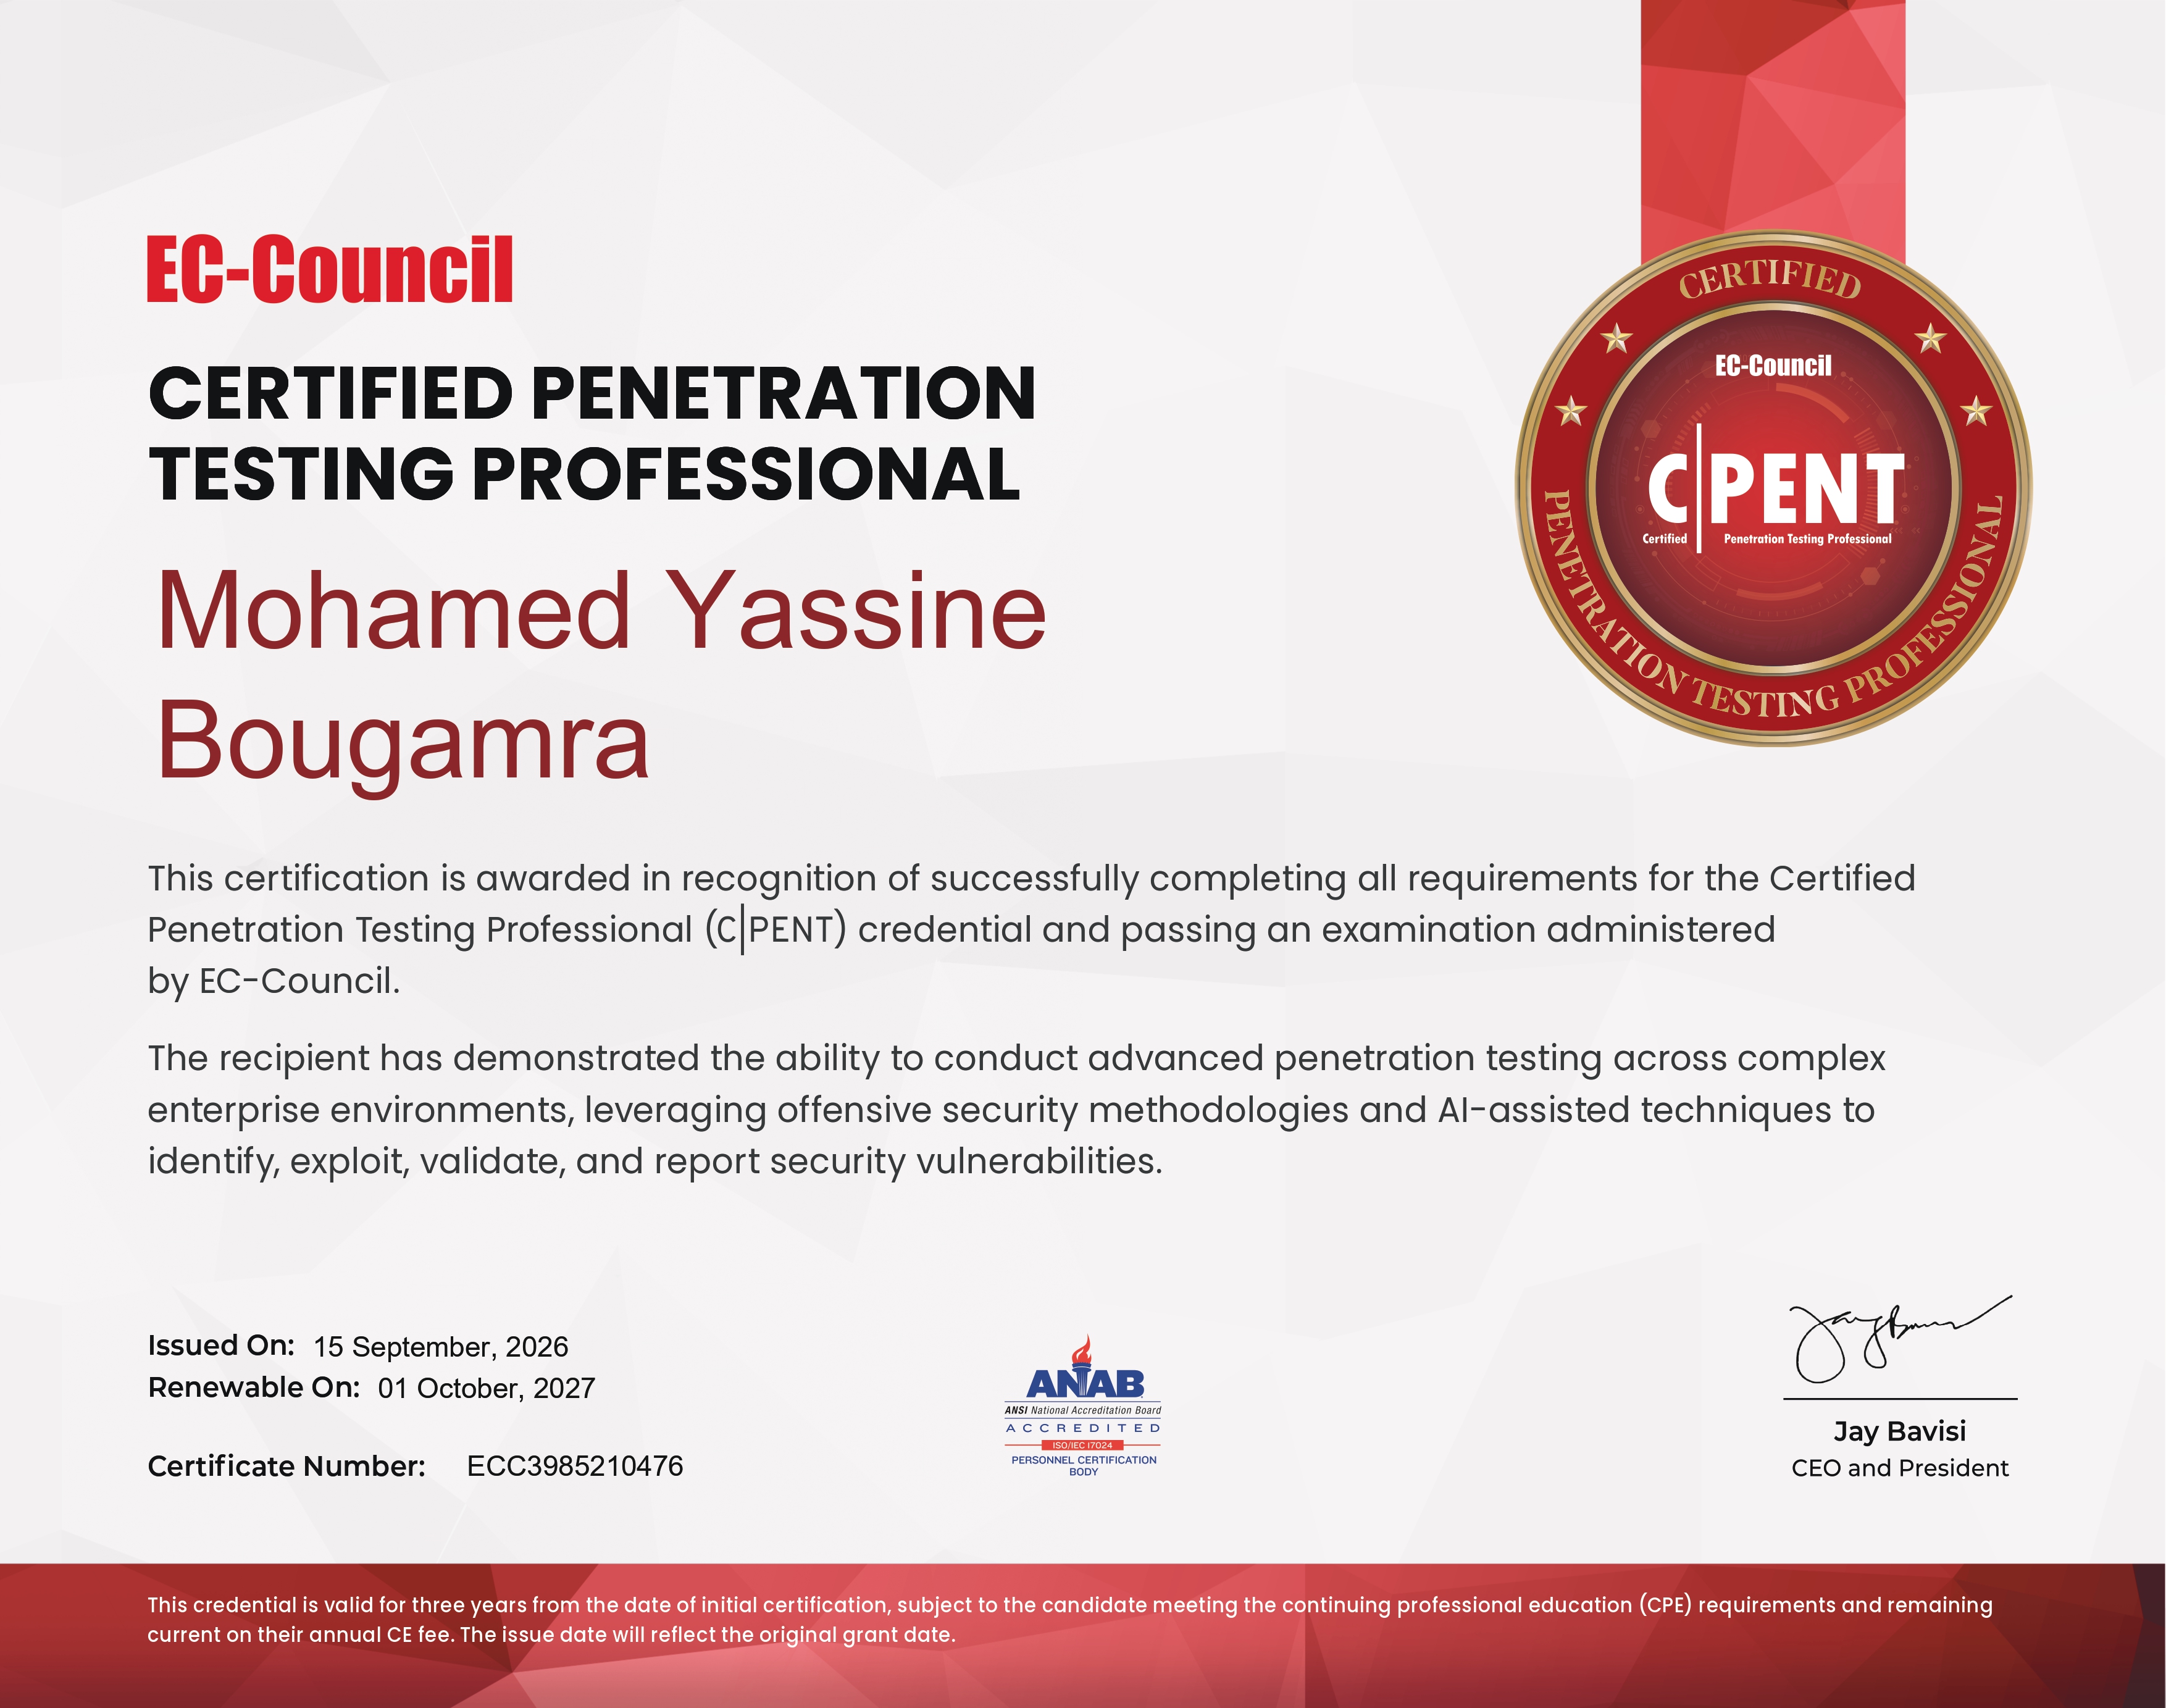 EC-Council
CERTIFIED PENETRATION
TESTING PROFESSIONAL
Mohamed Yassine
Bougamra
CERTIFIED
EC-Council
C|PENT
Certified Penetration Testing Professional
PENETRATION TESTING PROFESSIONAL
This certification is awarded in recognition of successfully completing all requirements for the Certified
Penetration Testing Professional (C|PENT) credential and passing an examination administered
by EC-Council.
The recipient has demonstrated the ability to conduct advanced penetration testing across complex
enterprise environments, leveraging offensive security methodologies and AI-assisted techniques to
identify, exploit, validate, and report security vulnerabilities.
Issued On: 15 September, 2026
Renewable On: 01 October, 2027
Certificate Number: ECC3985210476
ANAB
ANSI National Accreditation Board
ACCREDITED
ISO/IEC 17024
PERSONNEL CERTIFICATION
BODY
Jay Bavisi
CEO and President
This credential is valid for three years from the date of initial certification, subject to the candidate meeting the continuing professional education (CPE) requirements and remaining
current on their annual CE fee. The issue date will reflect the original grant date.